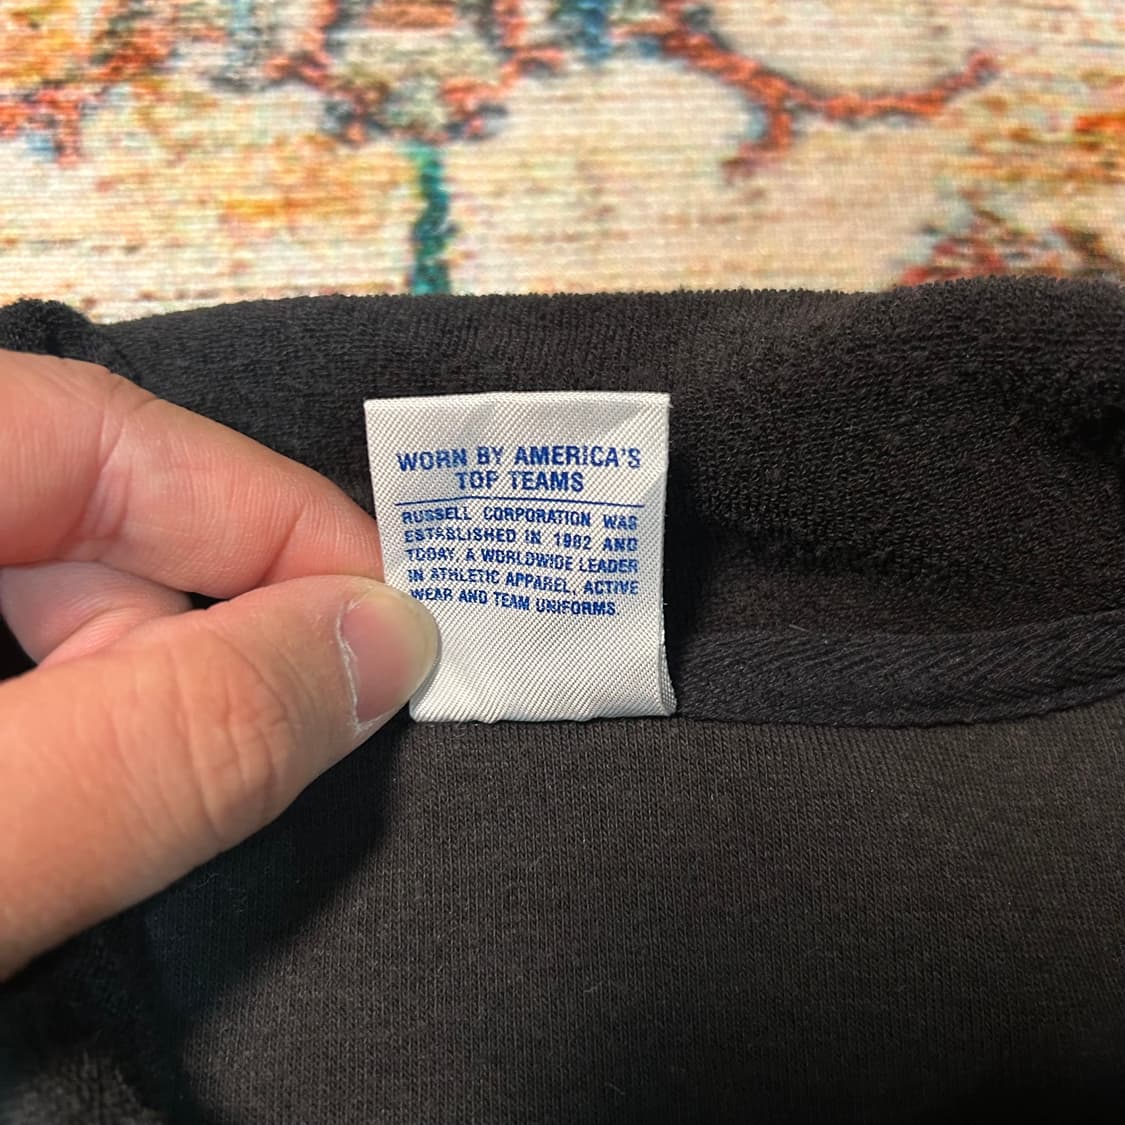 WORN BY AMERICA'S
TOP TEAMS
RUSSELL CORPORATION WAS
ESTABLISHED IN 1902 AND
TODAY A WORLDWIDE LEADER
IN ATHLETIC APPAREL, ACTIVE
WEAR AND TEAM UNIFORMS.